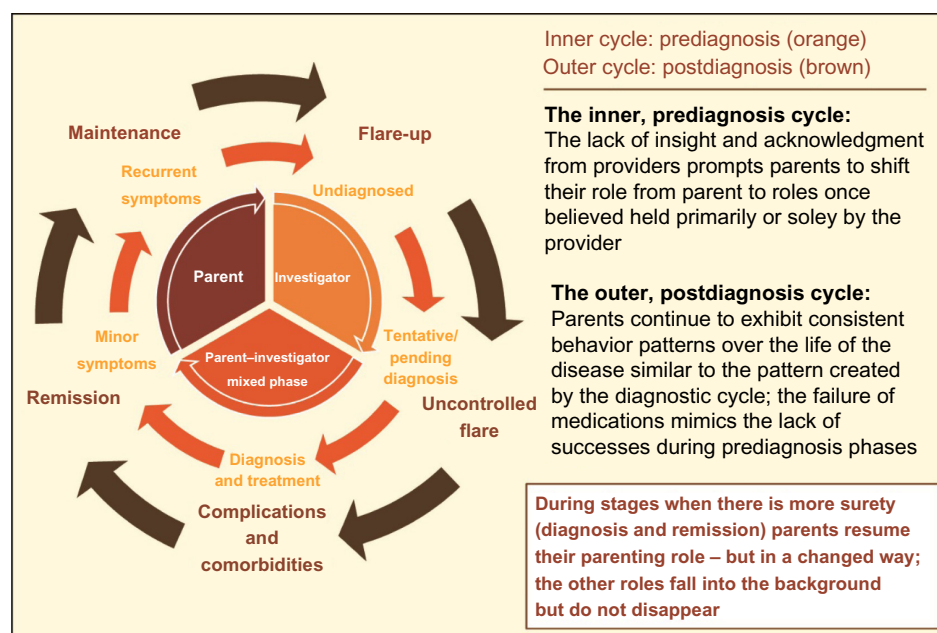 Inner cycle: prediagnosis (orange)
Outer cycle: postdiagnosis (brown)
Maintenance
Flare-up
Recurrent
symptoms
Undiagnosed
Parent
Investigator
Minor
symptoms
Parent–investigator
mixed phase
Tentative/
pending
diagnosis
Remission
Uncontrolled
flare
Diagnosis
and treatment
Complications
and
comorbidities
The inner, prediagnosis cycle:
The lack of insight and acknowledgment
from providers prompts parents to shift
their role from parent to roles once
believed held primarily or soley by the
provider
The outer, postdiagnosis cycle:
Parents continue to exhibit consistent
behavior patterns over the life of the
disease similar to the pattern created
by the diagnostic cycle; the failure of
medications mimics the lack of
successes during prediagnosis phases
During stages when there is more surety
(diagnosis and remission) parents resume
their parenting role – but in a changed way;
the other roles fall into the background
but do not disappear